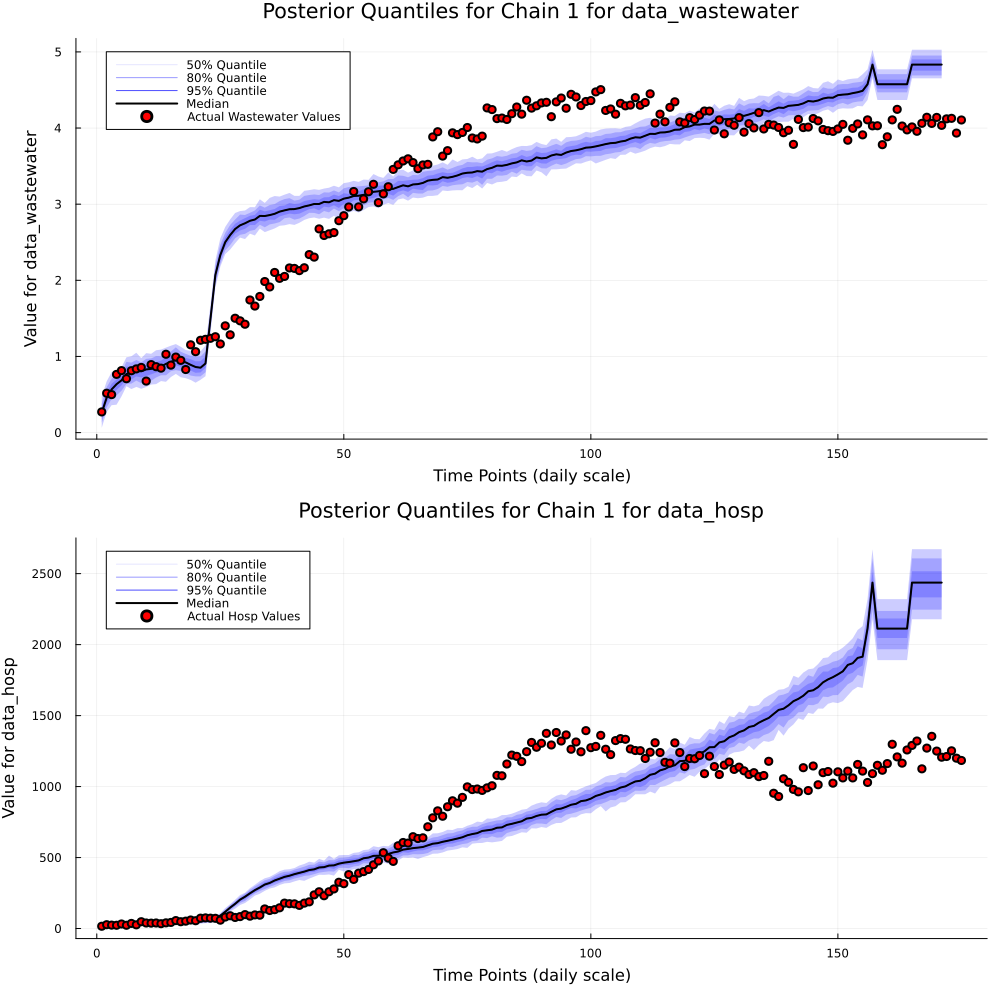 Posterior Quantiles for Chain 1 for data_wastewater
Value for data_wastewater
5
4
3
2
1
0
50% Quantile
80% Quantile
95% Quantile
Median
Actual Wastewater Values
0
50
100
150
Time Points (daily scale)
Posterior Quantiles for Chain 1 for data_hosp
Value for data_hosp
2500
2000
1500
1000
500
0
50% Quantile
80% Quantile
95% Quantile
Median
Actual Hosp Values
0
50
100
150
Time Points (daily scale)